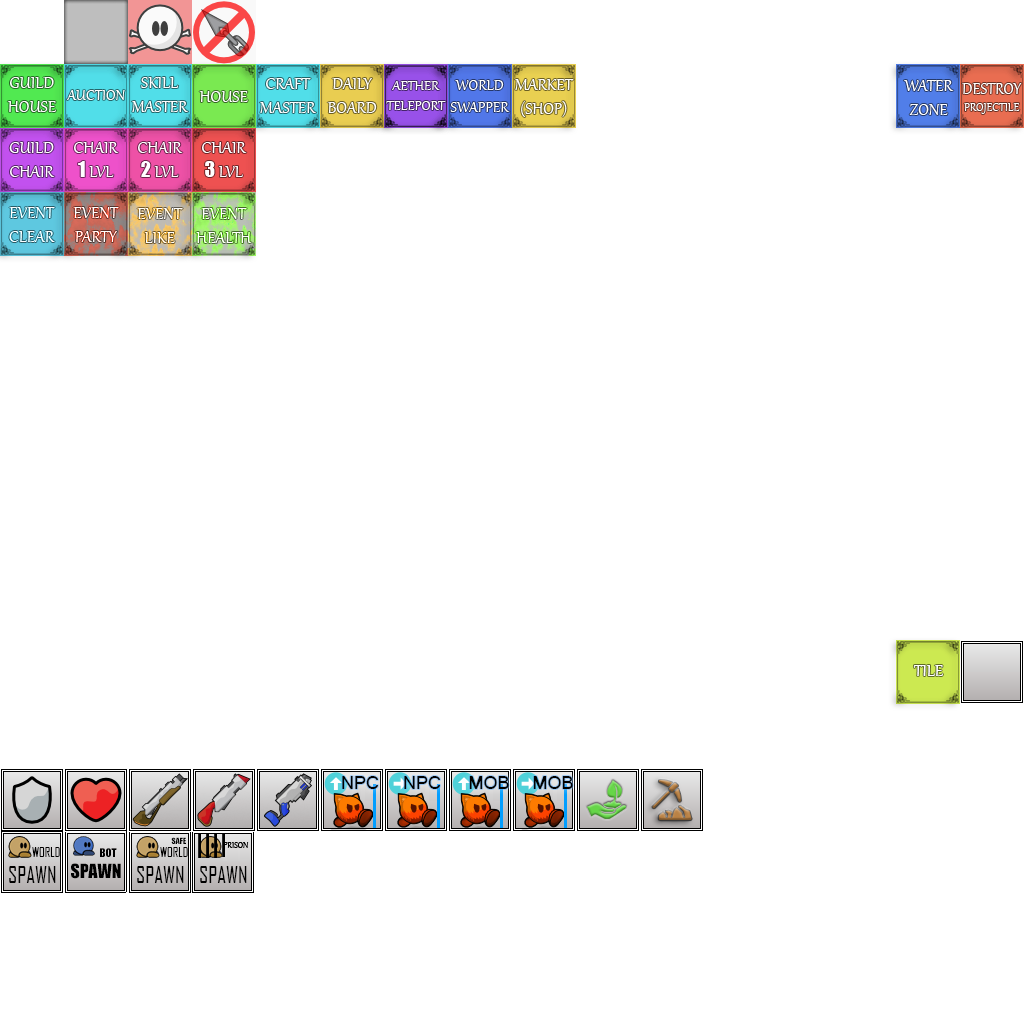 GUILD
HOUSE
AUCTION
SKILL
MASTER
HOUSE
CRAFT
MASTER
DAILY
BOARD
AETHER
TELEPORT
WORLD
SWAPPER
MARKET
(SHOP)
WATER
ZONE
DESTROY
PROJECTILE
GUILD
CHAIR
CHAIR
1 LVL
CHAIR
2 LVL
CHAIR
3 LVL
EVENT
CLEAR
EVENT
PARTY
EVENT
LIKE
EVENT
HEALTH
TILE
NPC
NPC
MOB
MOB
WORLD
SPAWN
BOT
SPAWN
SAFE
WORLD
SPAWN
PRISON
SPAWN